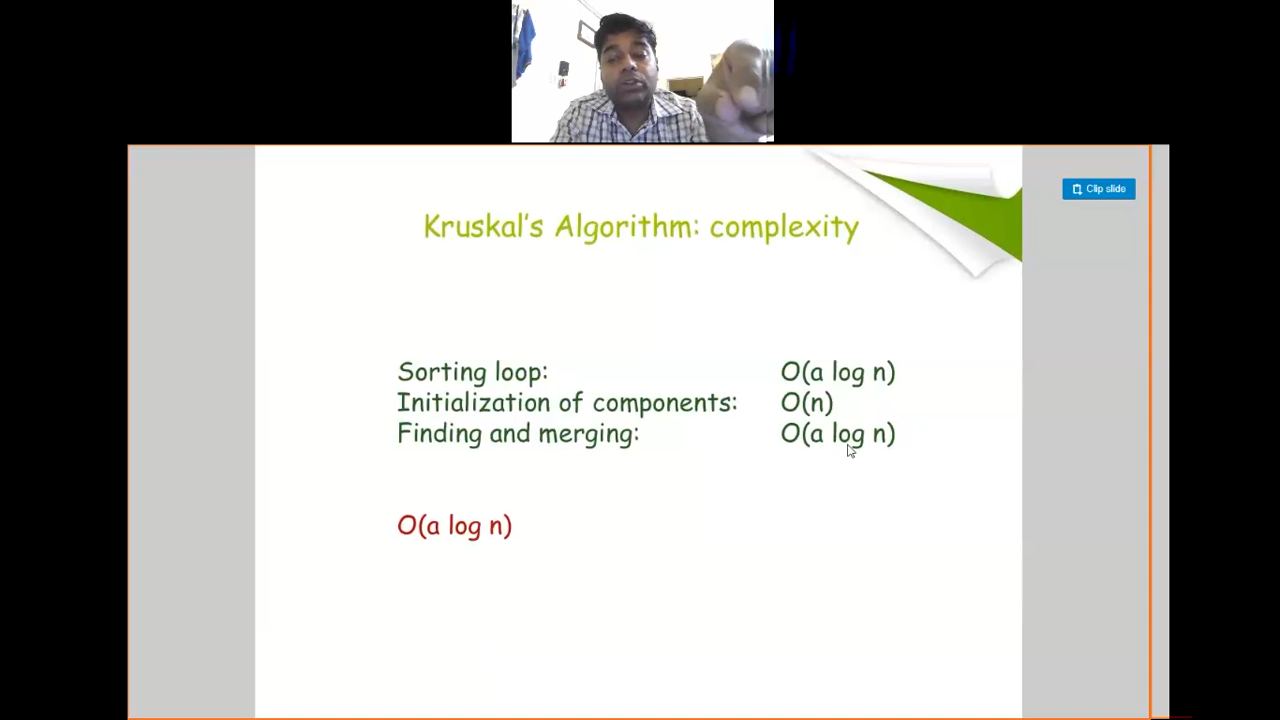 Clip slide
Kruskal's Algorithm: complexity
Sorting loop: O(a log n)
Initialization of components: O(n)
Finding and merging: O(a log n)
O(a log n)